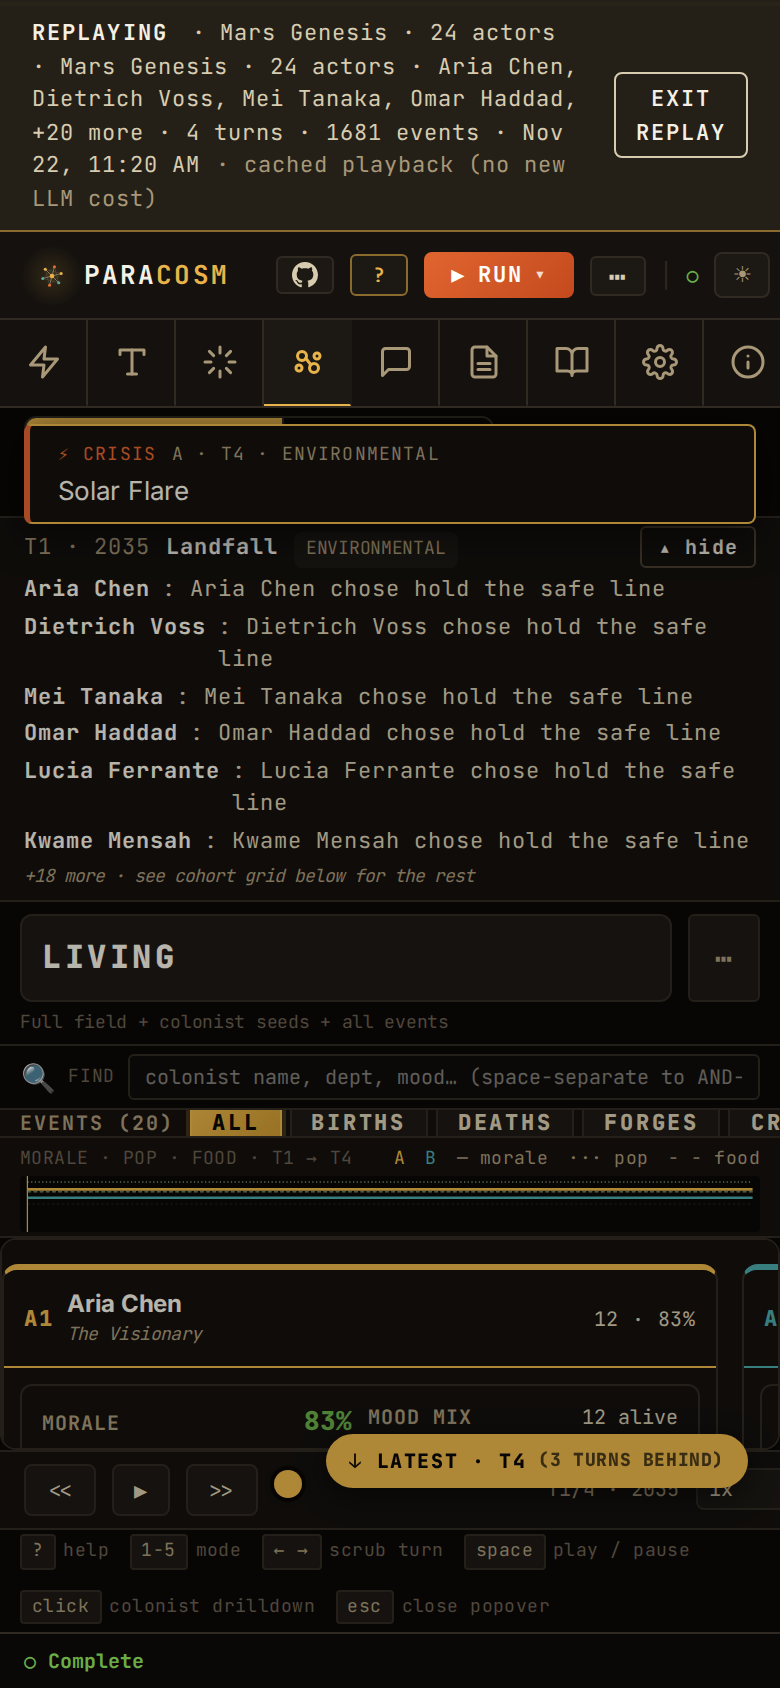 REPLAYING · Mars Genesis · 24 actors
· Mars Genesis · 24 actors · Aria Chen,
Dietrich Voss, Mei Tanaka, Omar Haddad,
+20 more · 4 turns · 1681 events · Nov
22, 11:20 AM · cached playback (no new
LLM cost)
EXIT
REPLAY
PARACOSM
?
▶ RUN ▾
…
⚡ CRISIS A · T4 · ENVIRONMENTAL
Solar Flare
T1 · 2035 Landfall ENVIRONMENTAL
▴ hide
Aria Chen : Aria Chen chose hold the safe line
Dietrich Voss : Dietrich Voss chose hold the safe
line
Mei Tanaka : Mei Tanaka chose hold the safe line
Omar Haddad : Omar Haddad chose hold the safe line
Lucia Ferrante : Lucia Ferrante chose hold the safe
line
Kwame Mensah : Kwame Mensah chose hold the safe line
+18 more · see cohort grid below for the rest
LIVING
…
Full field + colonist seeds + all events
🔍 FIND colonist name, dept, mood… (space-separate to AND-
EVENTS (20) ALL BIRTHS DEATHS FORGES CR
MORALE · POP · FOOD · T1 → T4 A B — morale ··· pop - - food
A1 Aria Chen
The Visionary
12 · 83%
A
MORALE 83% MOOD MIX 12 alive
↓ LATEST · T4 (3 TURNS BEHIND)
<< ▶ >> T1/4 · 2035 1x
? help 1-5 mode ← → scrub turn space play / pause
click colonist drilldown esc close popover
○ Complete